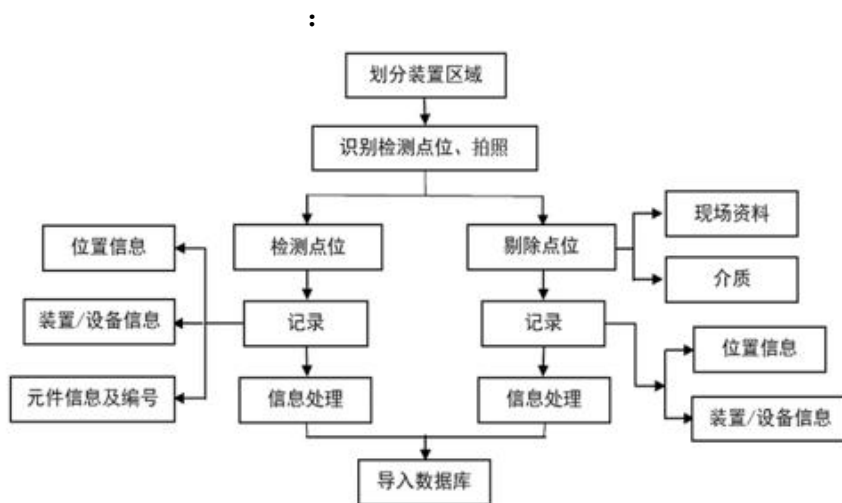 :
划分装置区域
识别检测点位、拍照
检测点位
剔除点位
现场资料
介质
位置信息
装置/设备信息
元件信息及编号
记录
记录
位置信息
装置/设备信息
信息处理
信息处理
导入数据库